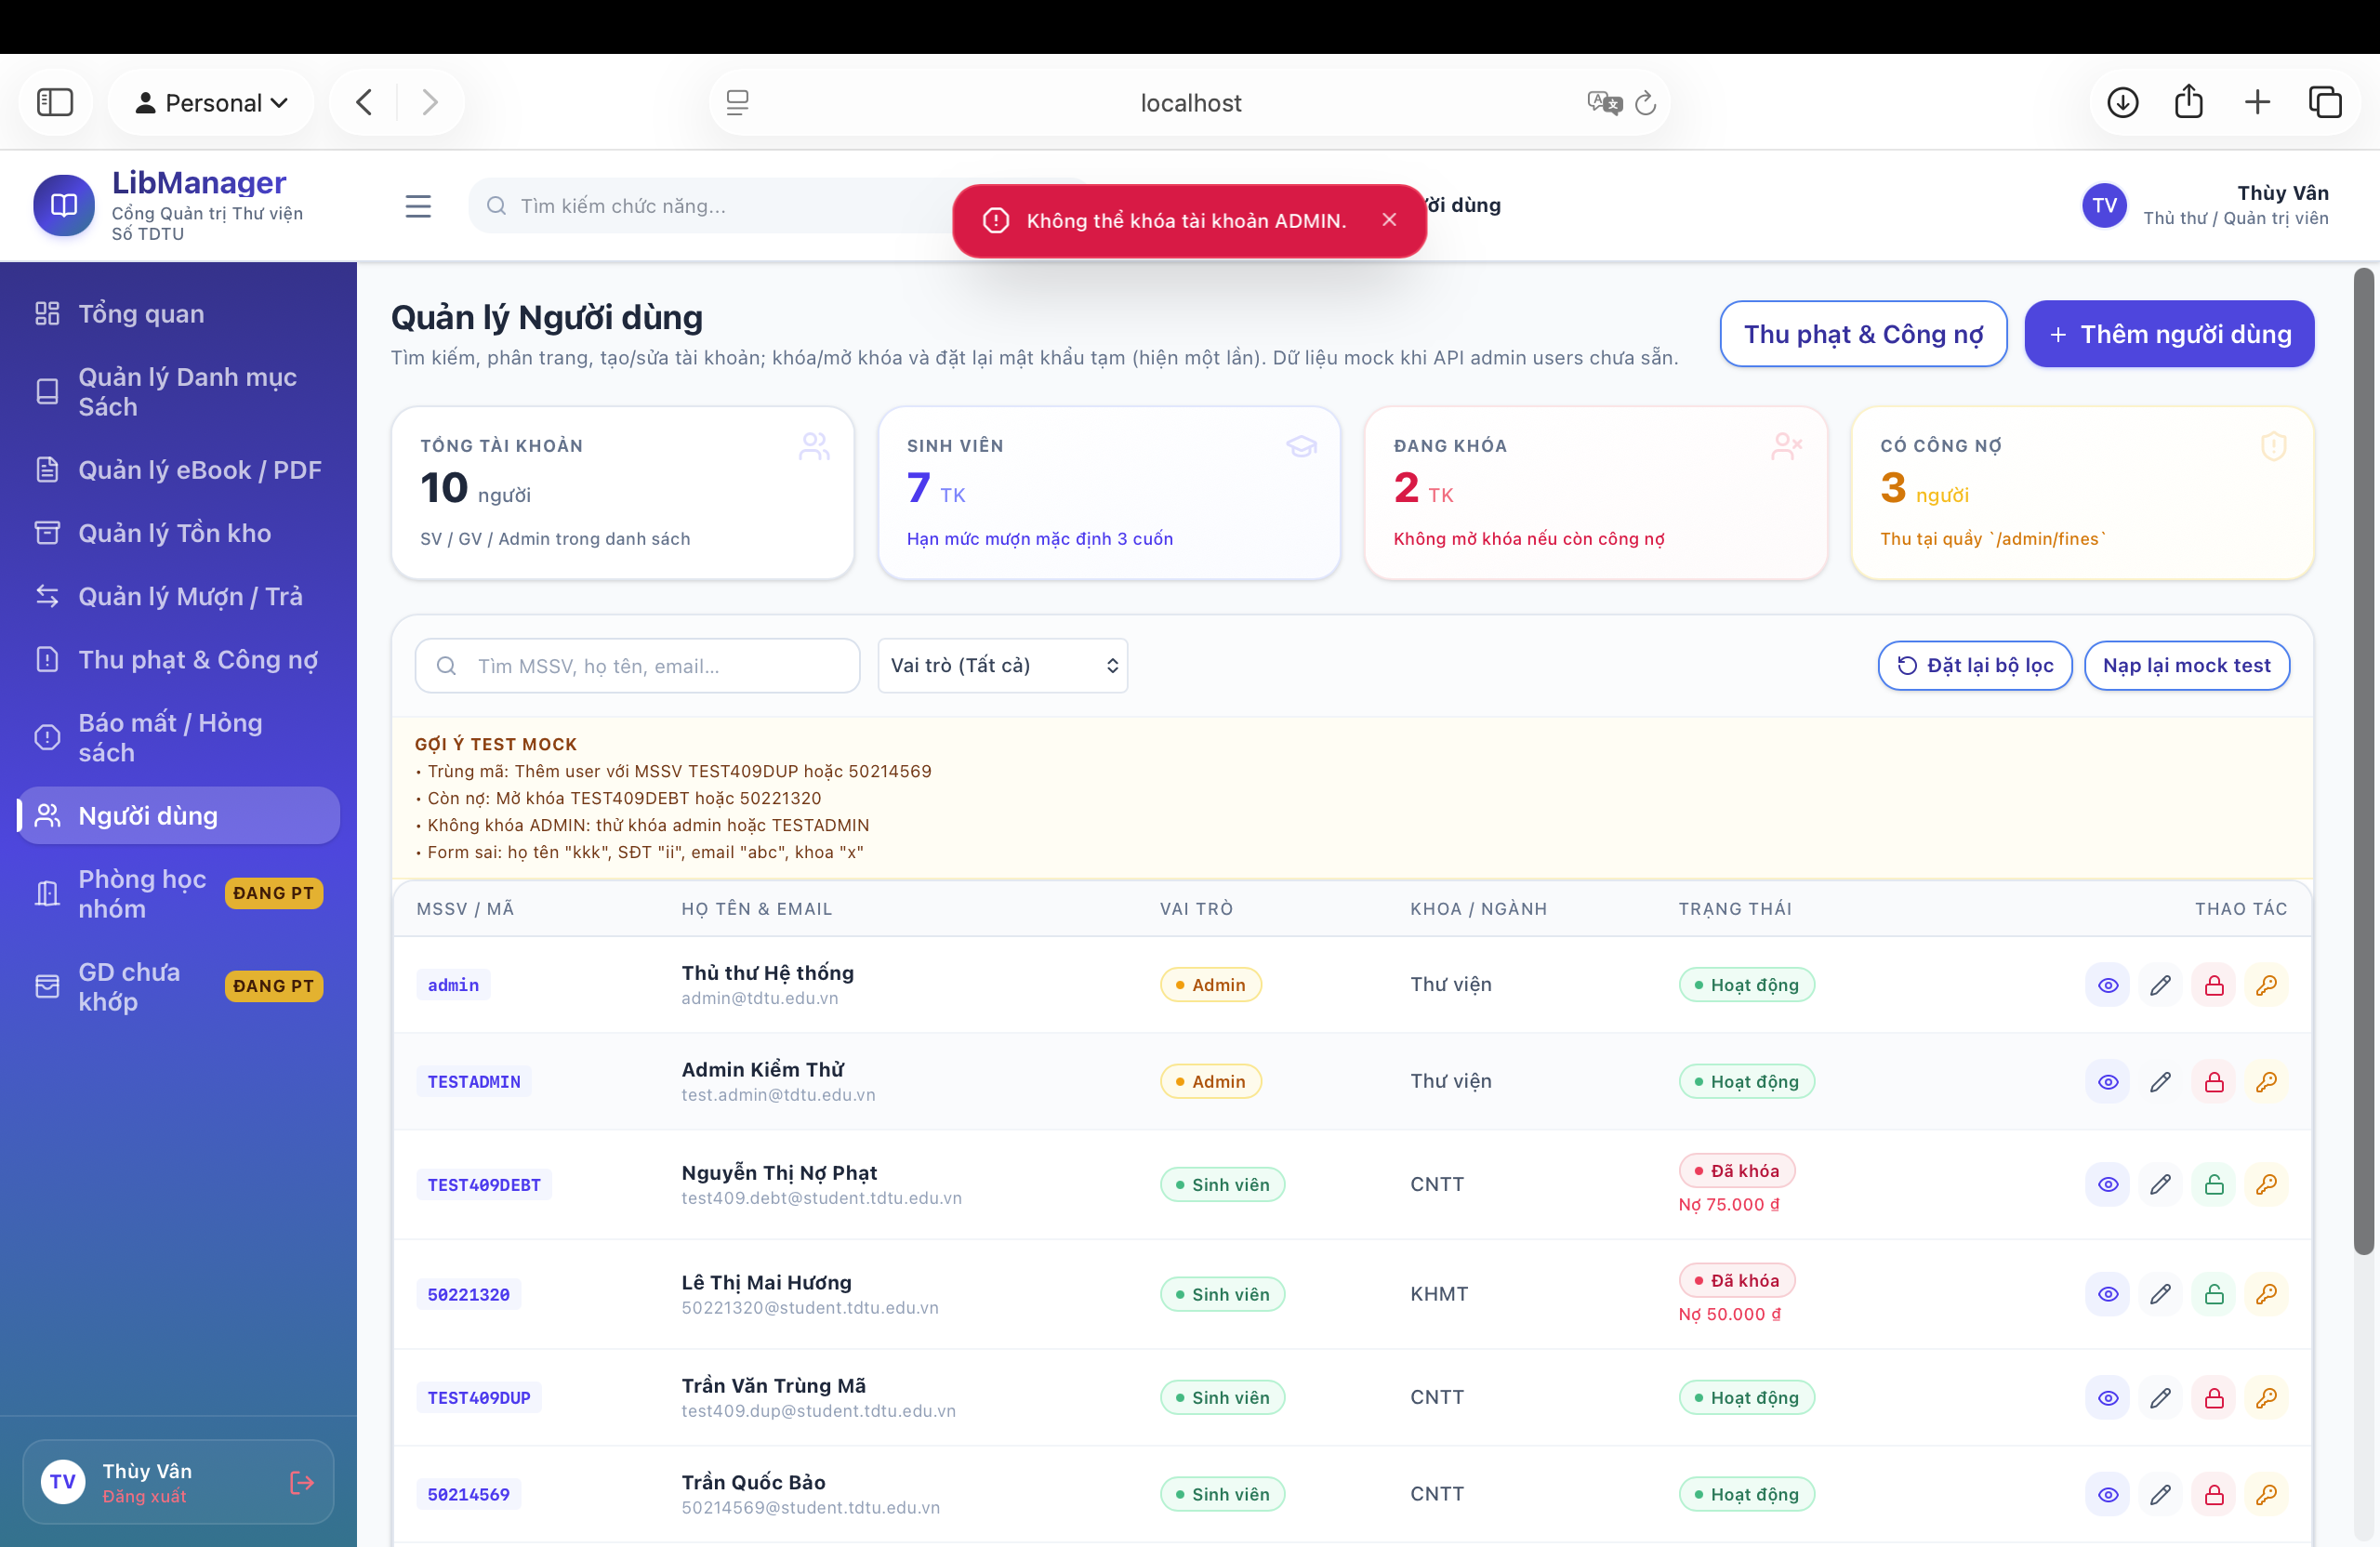 Personal
localhost
LibManager
Cổng Quản trị Thư viện
Số TDTU
Tìm kiếm chức năng...
Không thể khóa tài khoản ADMIN.
ời dùng
TV
Thùy Vân
Thủ thư / Quản trị viên
Tổng quan
Quản lý Danh mục
Sách
Quản lý eBook / PDF
Quản lý Tồn kho
Quản lý Mượn / Trả
Thu phạt & Công nợ
Báo mất / Hỏng
sách
Người dùng
Phòng học
nhóm
ĐANG PT
GD chưa
khớp
ĐANG PT
TV
Thùy Vân
Đăng xuất
Quản lý Người dùng
Tìm kiếm, phân trang, tạo/sửa tài khoản; khóa/mở khóa và đặt lại mật khẩu tạm (hiện một lần). Dữ liệu mock khi API admin users chưa sẵn.
Thu phạt & Công nợ
+ Thêm người dùng
TỔNG TÀI KHOẢN
10 người
SV / GV / Admin trong danh sách
SINH VIÊN
7 TK
Hạn mức mượn mặc định 3 cuốn
ĐANG KHÓA
2 TK
Không mở khóa nếu còn công nợ
CÓ CÔNG NỢ
3 người
Thu tại quầy `/admin/fines`
Tìm MSSV, họ tên, email...
Vai trò (Tất cả)
Đặt lại bộ lọc
Nạp lại mock test
GỢI Ý TEST MOCK
• Trùng mã: Thêm user với MSSV TEST409DUP hoặc 50214569
• Còn nợ: Mở khóa TEST409DEBT hoặc 50221320
• Không khóa ADMIN: thử khóa admin hoặc TESTADMIN
• Form sai: họ tên "kkk", SĐT "ii", email "abc", khoa "x"
MSSV / MÃ HỌ TÊN & EMAIL VAI TRÒ KHOA / NGÀNH TRẠNG THÁI THAO TÁC
admin
Thủ thư Hệ thống
admin@tdtu.edu.vn
Admin
Thư viện
Hoạt động
TESTADMIN
Admin Kiểm Thử
test.admin@tdtu.edu.vn
Admin
Thư viện
Hoạt động
TEST409DEBT
Nguyễn Thị Nợ Phạt
test409.debt@student.tdtu.edu.vn
Sinh viên
CNTT
Đã khóa
Nợ 75.000 ₫
50221320
Lê Thị Mai Hương
50221320@student.tdtu.edu.vn
Sinh viên
KHMT
Đã khóa
Nợ 50.000 ₫
TEST409DUP
Trần Văn Trùng Mã
test409.dup@student.tdtu.edu.vn
Sinh viên
CNTT
Hoạt động
50214569
Trần Quốc Bảo
50214569@student.tdtu.edu.vn
Sinh viên
CNTT
Hoạt động